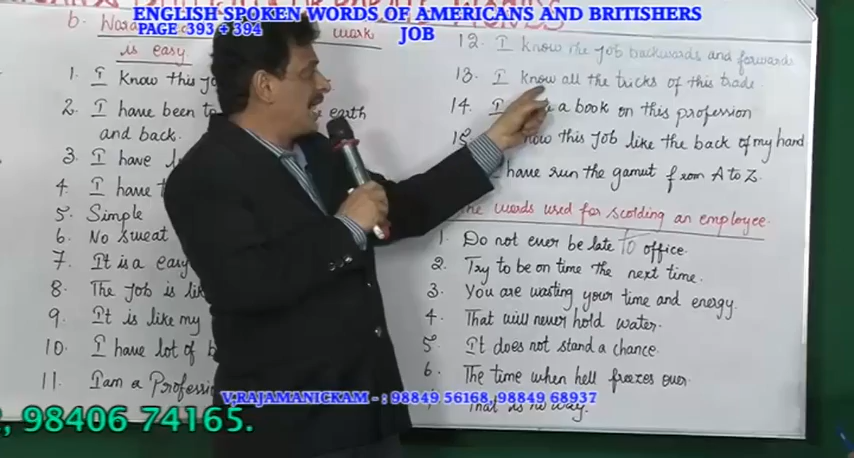 ENGLISH SPOKEN WORDS OF AMERICANS AND BRITISHERS
PAGE 393 + 394
JOB
b. work
is easy.
1. I know this jo
2. I have been to earth
and back.
3. I have
4. I have
5. Simple
6. No sweat
7. It is a easy
8. The Job is li
9. It is like my
10. I have lot of b
11. I am a Professi
12. I know the job backwards and forwards
13. I know all the tricks of this trade.
14. I a book on this profession
15. know this job like the back of my hand
I have run the gamut from A to Z.
The words used for scolding an employee.
1. Do not ever be late to office.
2. Try to be on time the next time.
3. You are wasting your time and energy.
4. That will never hold water.
5. It does not stand a chance.
6. The time when hell freezes over.
That is no way.
V.RAJAMANICKAM - : 98849 56168, 98849 68937
, 98406 74165.